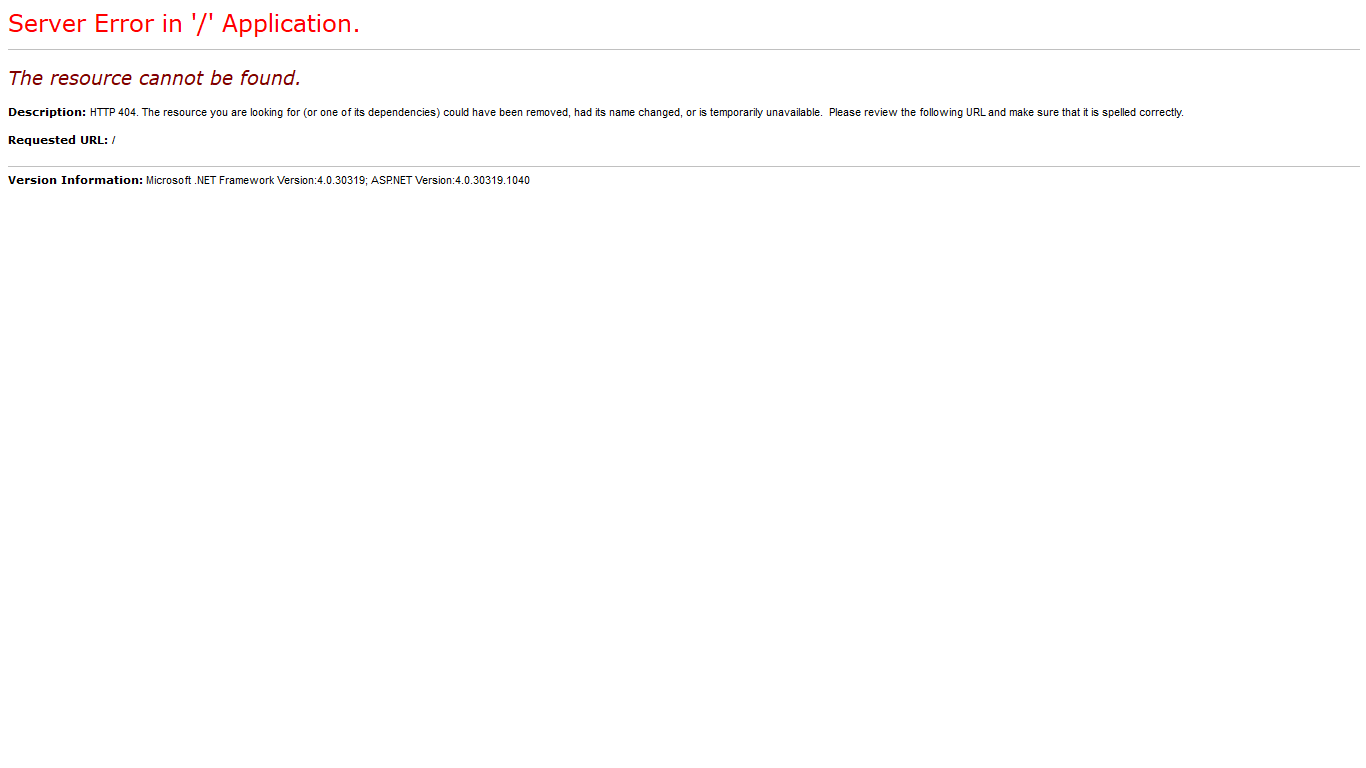 Server Error in '/' Application.
The resource cannot be found.
Description: HTTP 404. The resource you are looking for (or one of its dependencies) could have been removed, had its name changed, or is temporarily unavailable.  Please review the following URL and make sure that it is spelled correctly.
Requested URL: /
Version Information: Microsoft .NET Framework Version:4.0.30319; ASP.NET Version:4.0.30319.1040